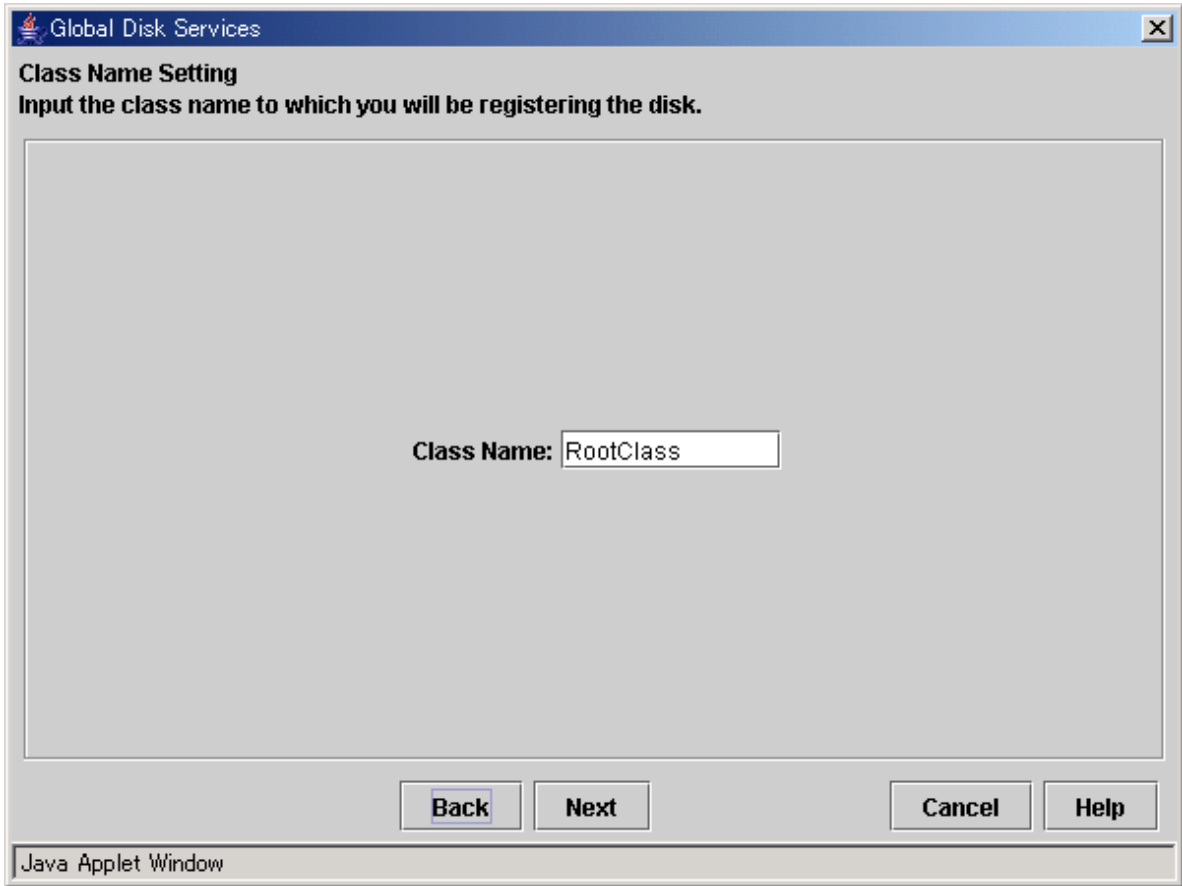 Global Disk Services
Class Name Setting
Input the class name to which you will be registering the disk.
Class Name: RootClass
Back Next Cancel Help
Java Applet Window